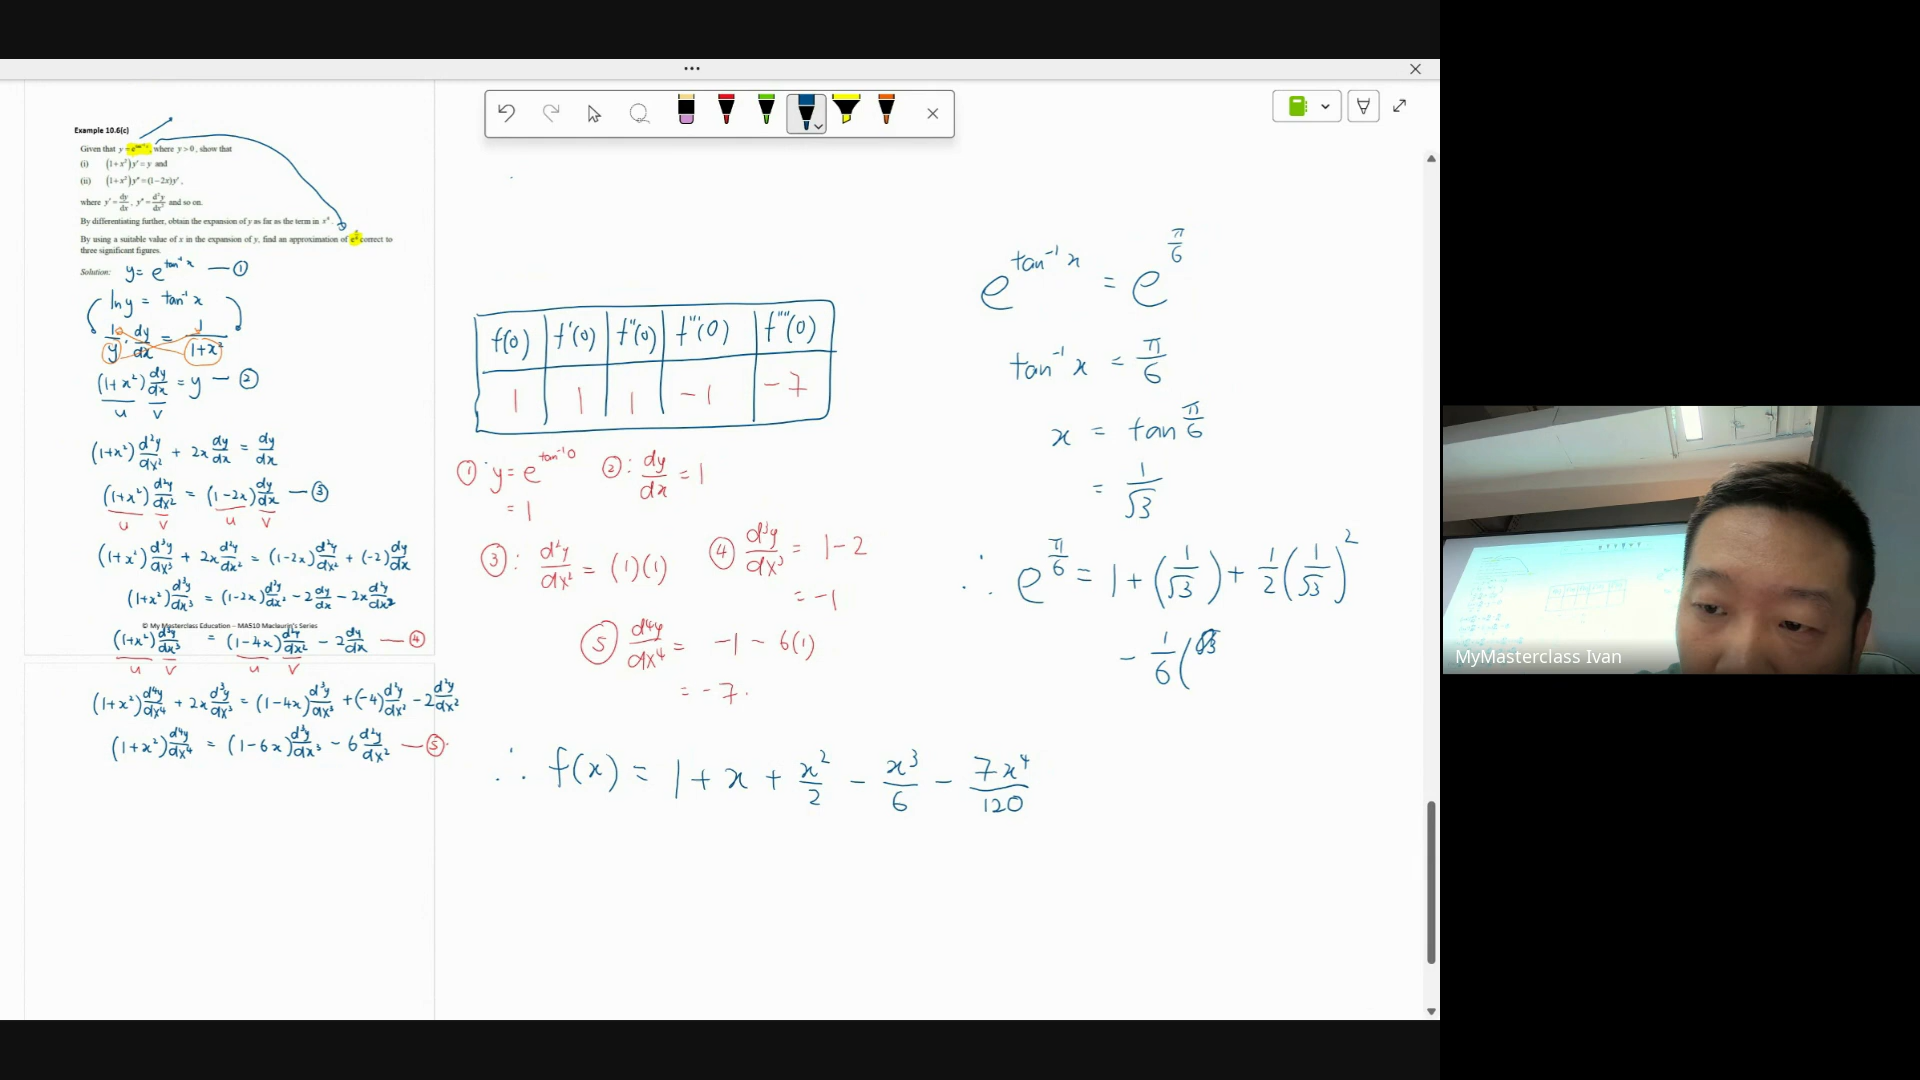 Example 10.6(c)
Given that y = e^(tan⁻¹ x), where y > 0, show that
(i) (1+x²)y' = y and
(ii) (1+x²)y" = (1−2x)y',
where y' = dy/dx, y" = d²y/dx² and so on.
By differentiating further, obtain the expansion of y as far as the term in x⁴.
By using a suitable value of x in the expansion of y, find an approximation of e^(π/6) correct to
three significant figures.
Solution: y = e^(tan⁻¹ x) — ①
ln y = tan⁻¹ x
1/y · dy/dx = 1/(1+x²)
(1+x²) dy/dx = y — ②
u v
(1+x²) d²y/dx² + 2x dy/dx = dy/dx
(1+x²) d²y/dx² = (1−2x) dy/dx — ③
u v u v
(1+x²) d³y/dx³ + 2x d²y/dx² = (1−2x) d²y/dx² + (−2) dy/dx
(1+x²) d³y/dx³ = (1−2x) d²y/dx² − 2 dy/dx − 2x d²y/dx²
© My Masterclass Education – MA510 Maclaurin's Series
(1+x²) d³y/dx³ = (1−4x) d²y/dx² − 2 dy/dx — ④
u v u v
(1+x²) d⁴y/dx⁴ + 2x d³y/dx³ = (1−4x) d³y/dx³ + (−4) d²y/dx² − 2 d²y/dx²
(1+x²) d⁴y/dx⁴ = (1−6x) d³y/dx³ − 6 d²y/dx² — ⑤
f(0) f'(0) f"(0) f'''(0) f''''(0)
1 1 1 −1 −7
① y = e^(tan⁻¹ 0) ②: dy/dx = 1
= 1
③: d²y/dx² = (1)(1) ④ d³y/dx³ = 1−2
= −1
⑤ d⁴y/dx⁴ = −1 − 6(1)
= −7.
∴ f(x) = 1 + x + x²/2 − x³/6 − 7x⁴/120
e^(tan⁻¹ x) = e^(π/6)
tan⁻¹ x = π/6
x = tan π/6
= 1/√3
∴ e^(π/6) = 1 + (1/√3) + 1/2 (1/√3)²
− 1/6 (
MyMasterclass Ivan